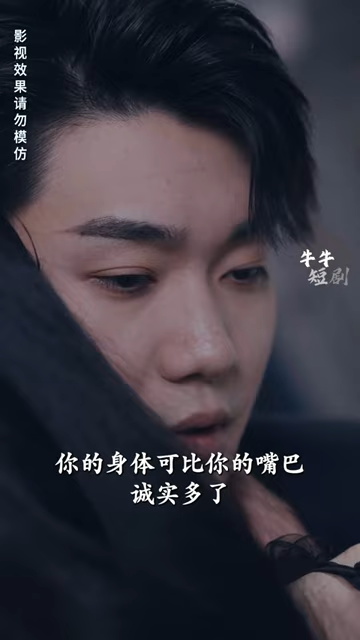 影视效果请勿模仿
牛牛
短剧
你的身体可比你的嘴巴
诚实多了